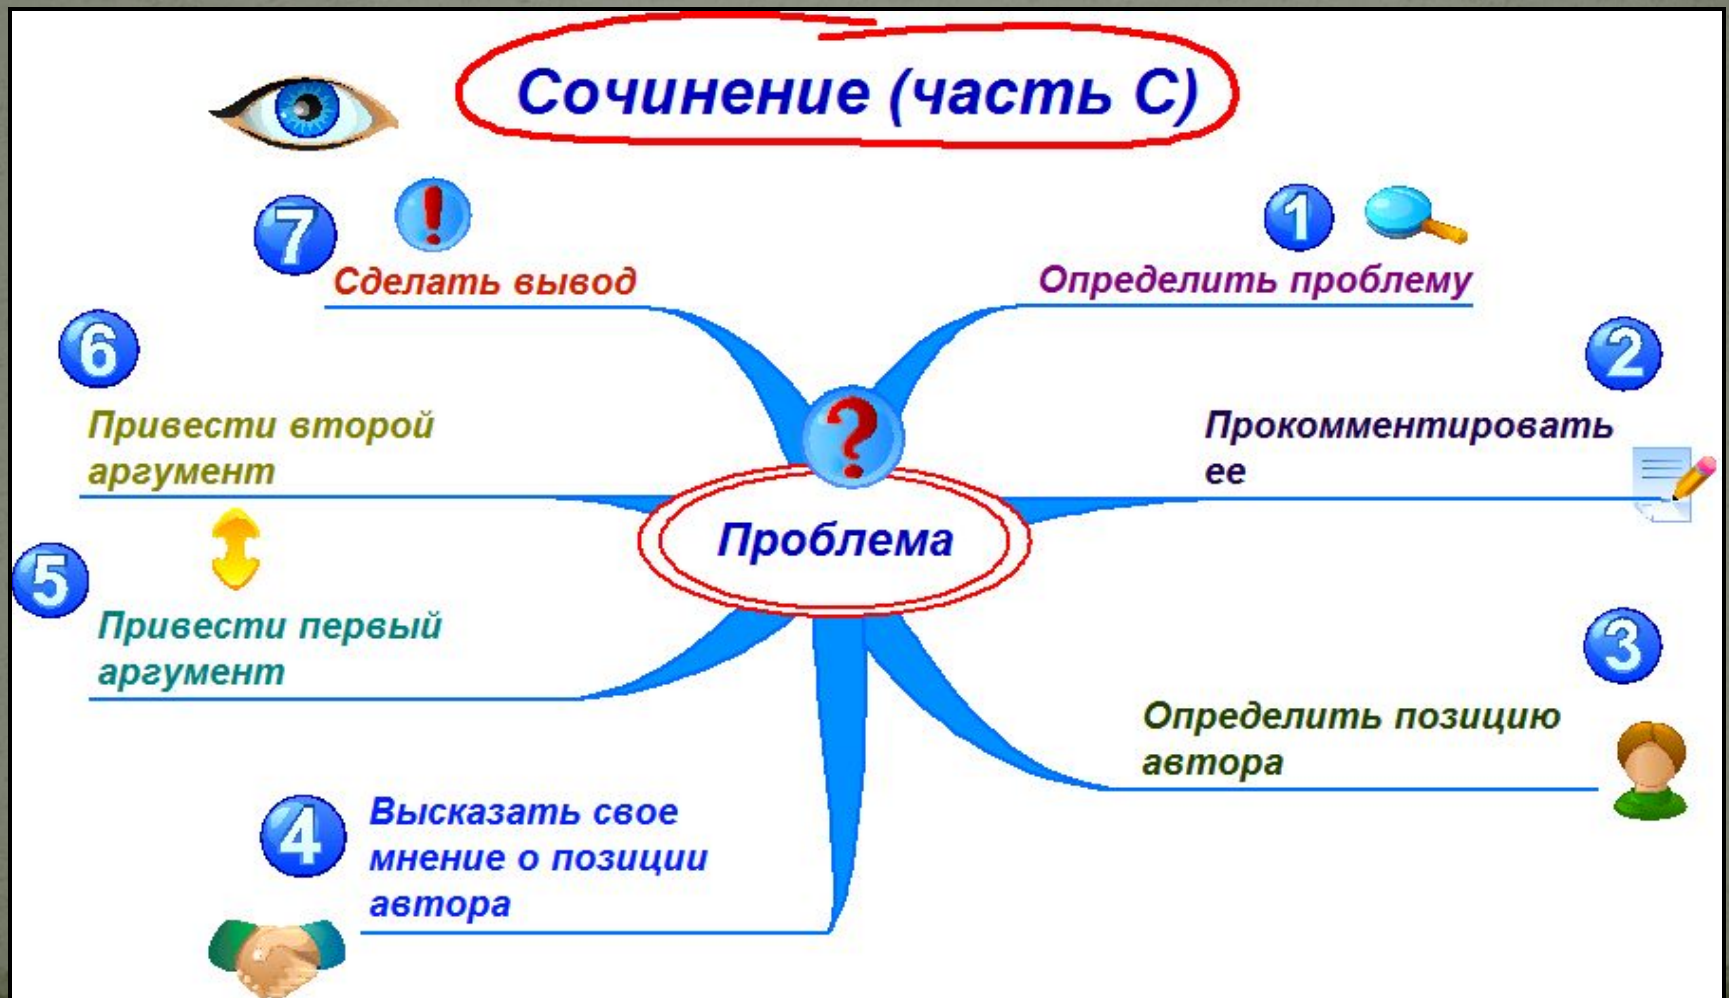 Сочинение (часть С)
1
Определить проблему
2
Прокомментировать
ее
3
Определить позицию
автора
4
Высказать свое
мнение о позиции
автора
5
Привести первый
аргумент
6
Привести второй
аргумент
7
!
Сделать вывод
?
Проблема